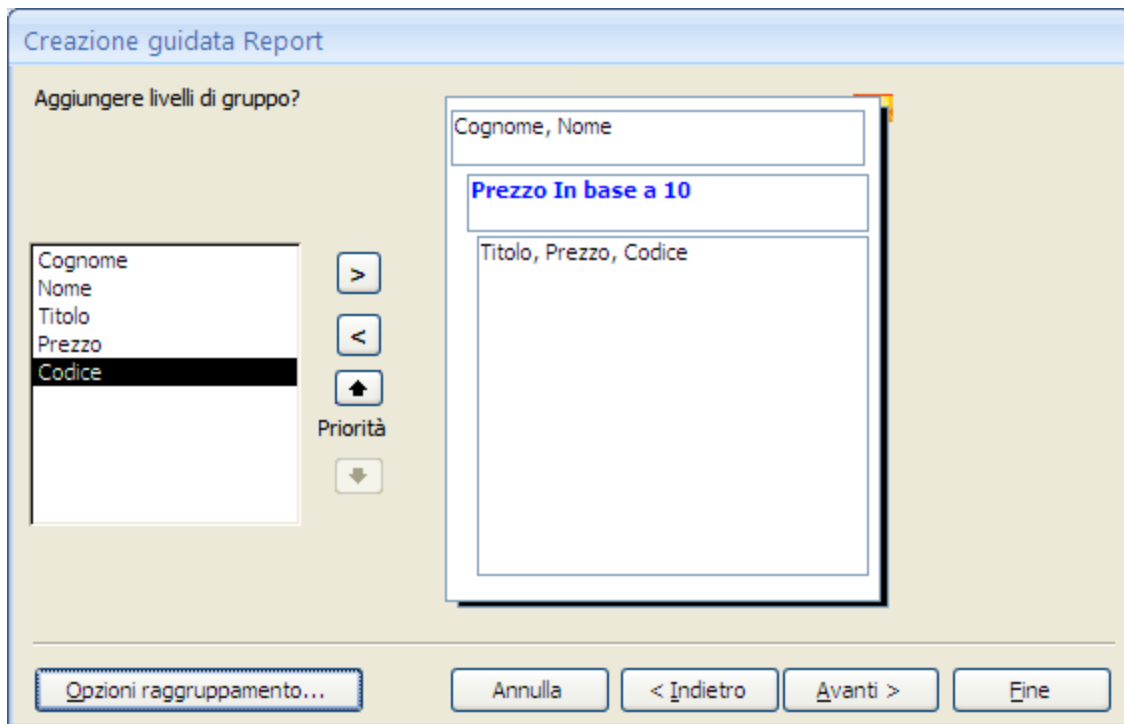 Creazione guidata Report
Aggiungere livelli di gruppo?
Cognome
Nome
Titolo
Prezzo
Codice
>
<
Priorità
Cognome, Nome
Prezzo In base a 10
Titolo, Prezzo, Codice
Opzioni raggruppamento...
Annulla
< Indietro
Avanti >
Fine